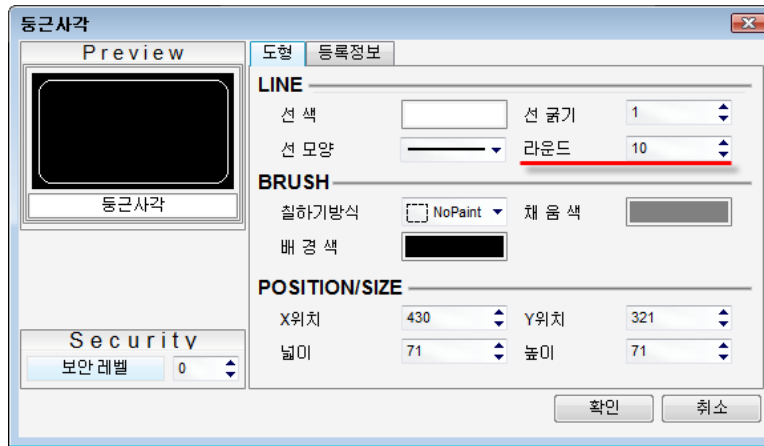 둥근사각
Preview
둥근사각
Security
보안 레벨 0
도형 등록정보
LINE
선 색 선 굵기 1
선 모양 라운드 10
BRUSH
칠하기방식 NoPaint 채 움 색
배 경 색
POSITION/SIZE
X위치 430 Y위치 321
넓이 71 높이 71
확인 취소